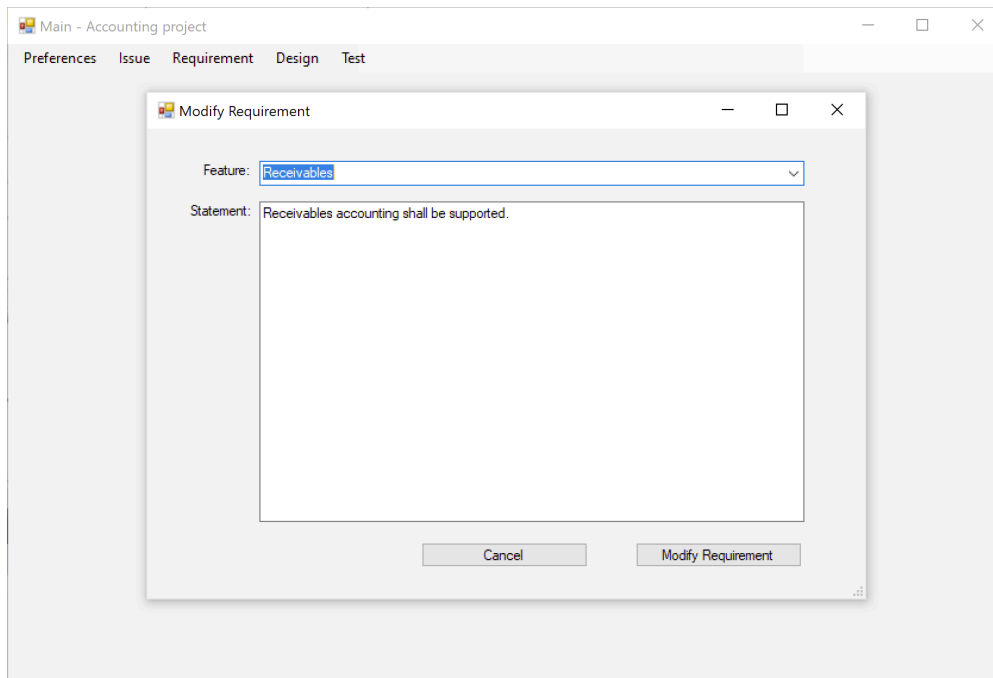 Main - Accounting project
Preferences Issue Requirement Design Test
Modify Requirement
Feature: Receivables
Statement: Receivables accounting shall be supported.
Cancel Modify Requirement